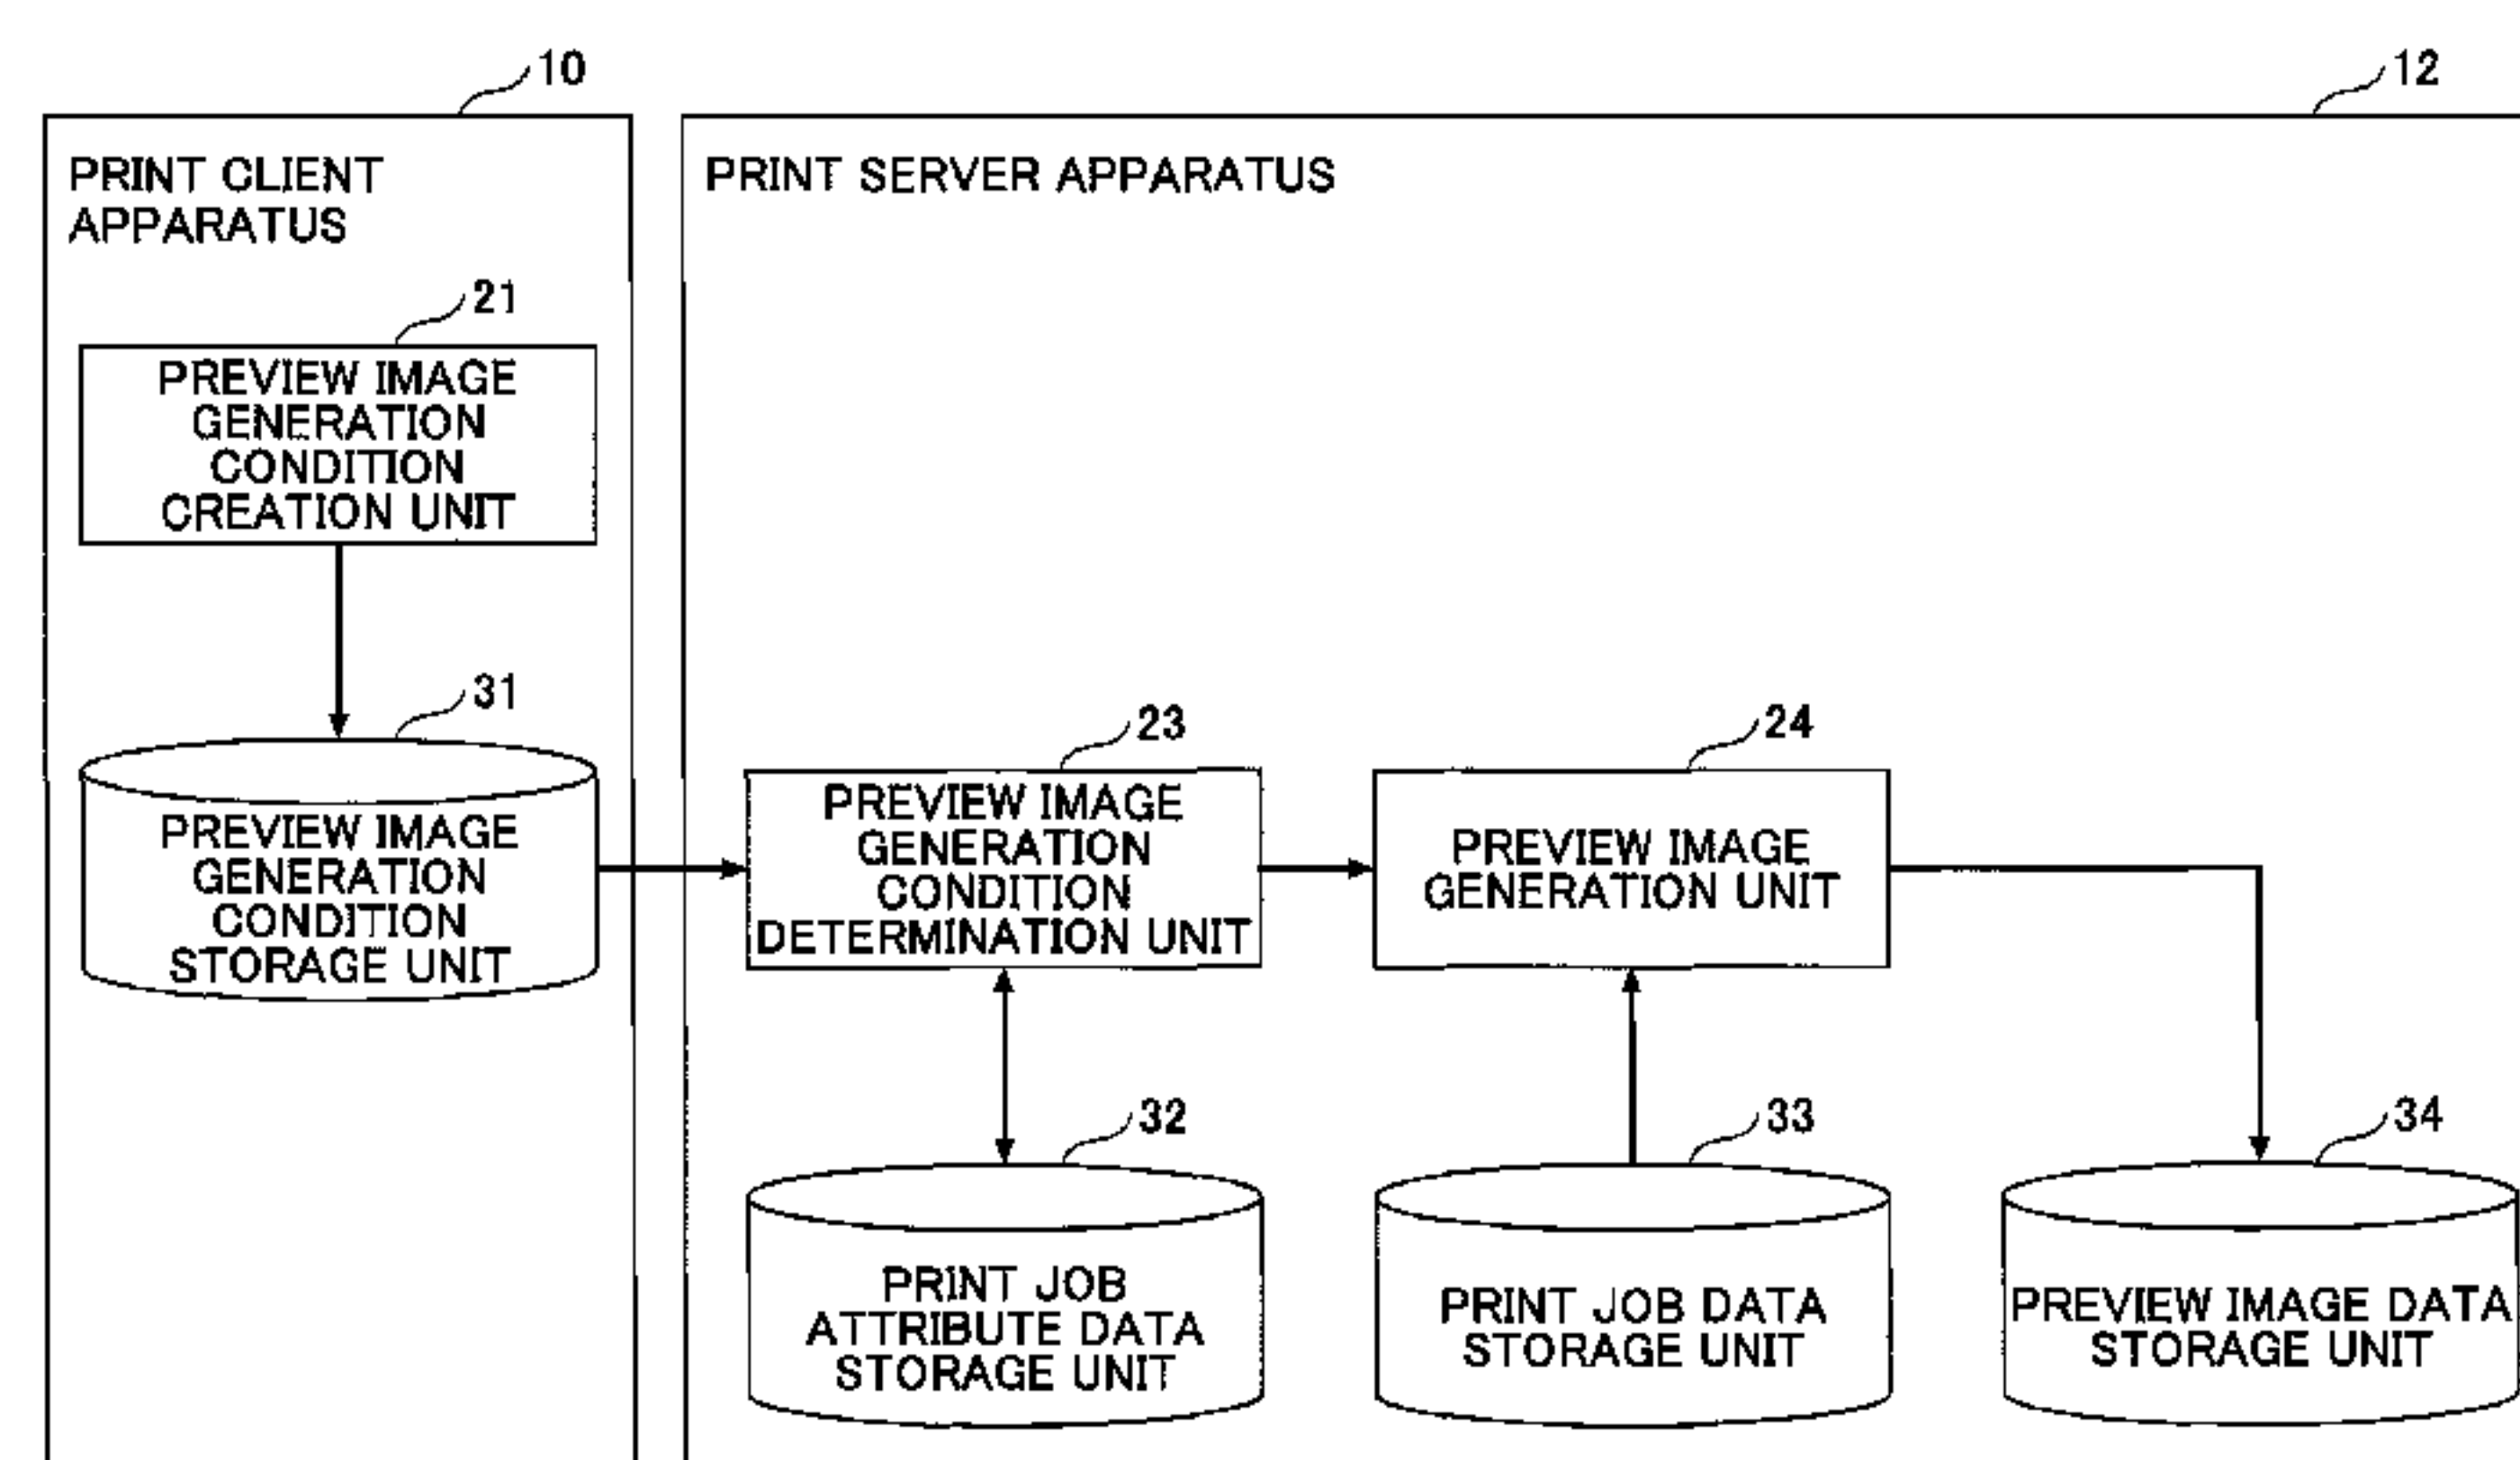 10
12
PRINT CLIENT
APPARATUS
PRINT SERVER APPARATUS
21
PREVIEW IMAGE
GENERATION
CONDITION
CREATION UNIT
31
PREVIEW IMAGE
GENERATION
CONDITION
STORAGE UNIT
23
PREVIEW IMAGE
GENERATION
CONDITION
DETERMINATION UNIT
24
PREVIEW IMAGE
GENERATION UNIT
32
PRINT JOB
ATTRIBUTE DATA
STORAGE UNIT
33
PRINT JOB DATA
STORAGE UNIT
34
PREVIEW IMAGE DATA
STORAGE UNIT